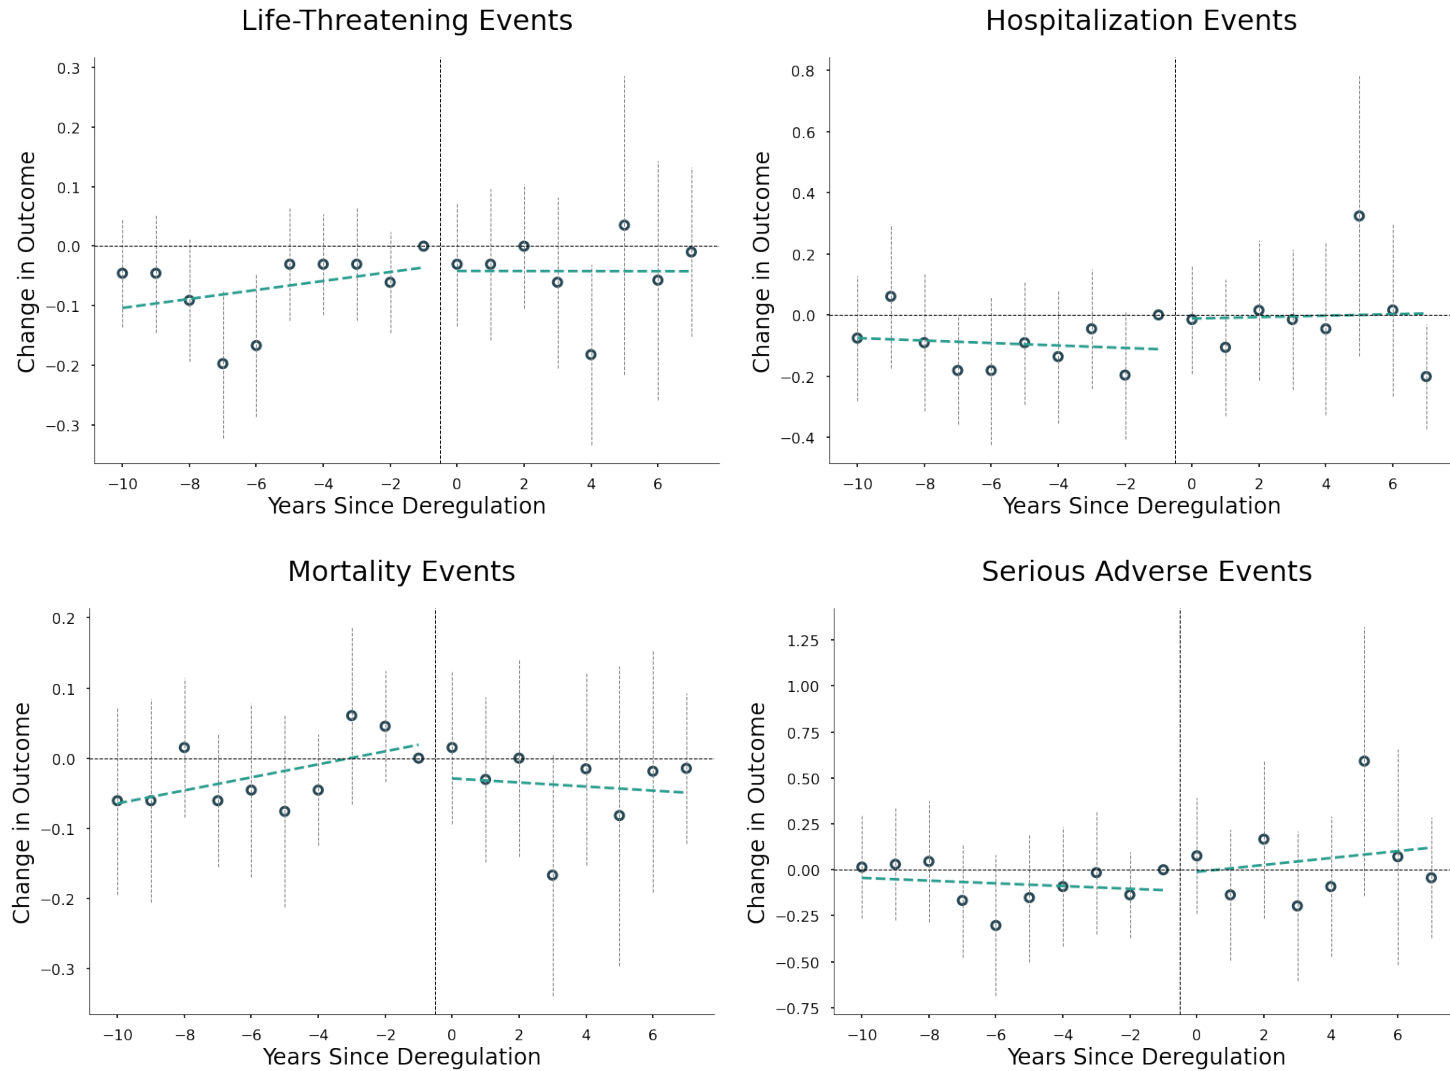 Life-Threatening Events
Change in Outcome
0.3
0.2
0.1
0.0
−0.1
−0.2
−0.3
−10 −8 −6 −4 −2 0 2 4 6
Years Since Deregulation
Hospitalization Events
Change in Outcome
0.8
0.6
0.4
0.2
0.0
−0.2
−0.4
−10 −8 −6 −4 −2 0 2 4 6
Years Since Deregulation
Mortality Events
Change in Outcome
0.2
0.1
0.0
−0.1
−0.2
−0.3
−10 −8 −6 −4 −2 0 2 4 6
Years Since Deregulation
Serious Adverse Events
Change in Outcome
1.25
1.00
0.75
0.50
0.25
0.00
−0.25
−0.50
−0.75
−10 −8 −6 −4 −2 0 2 4 6
Years Since Deregulation